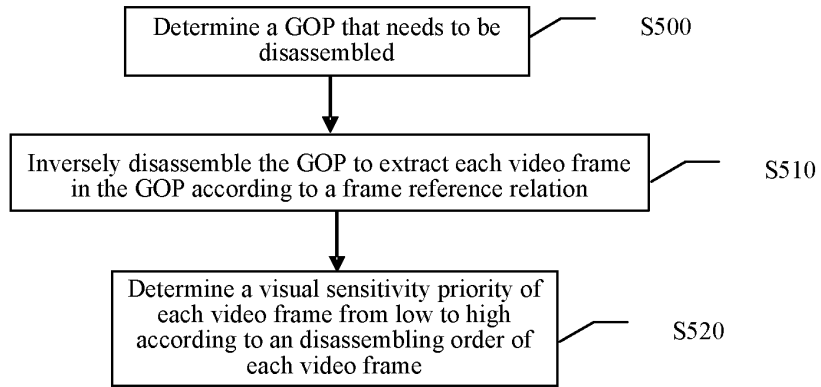 Determine a GOP that needs to be
disassembled
S500
Inversely disassemble the GOP to extract each video frame
in the GOP according to a frame reference relation
S510
Determine a visual sensitivity priority of
each video frame from low to high
according to an disassembling order of
each video frame
S520